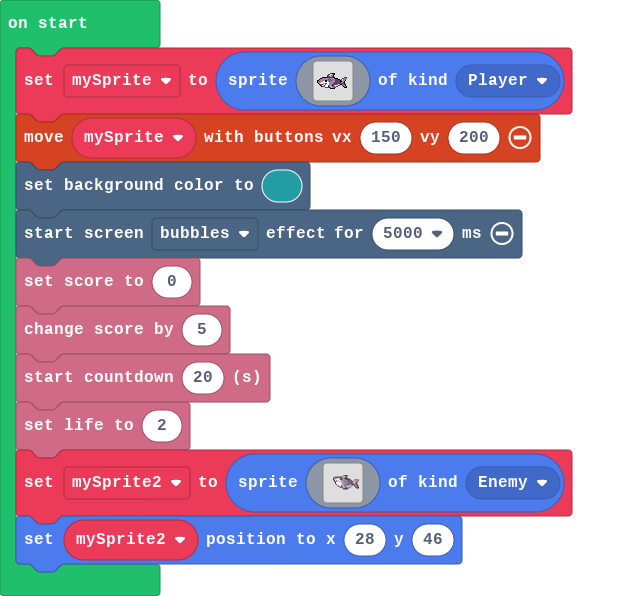 on start
set mySprite to sprite of kind Player
move mySprite with buttons vx 150 vy 200
set background color to
start screen bubbles effect for 5000 ms
set score to 0
change score by 5
start countdown 20 (s)
set life to 2
set mySprite2 to sprite of kind Enemy
set mySprite2 position to x 28 y 46